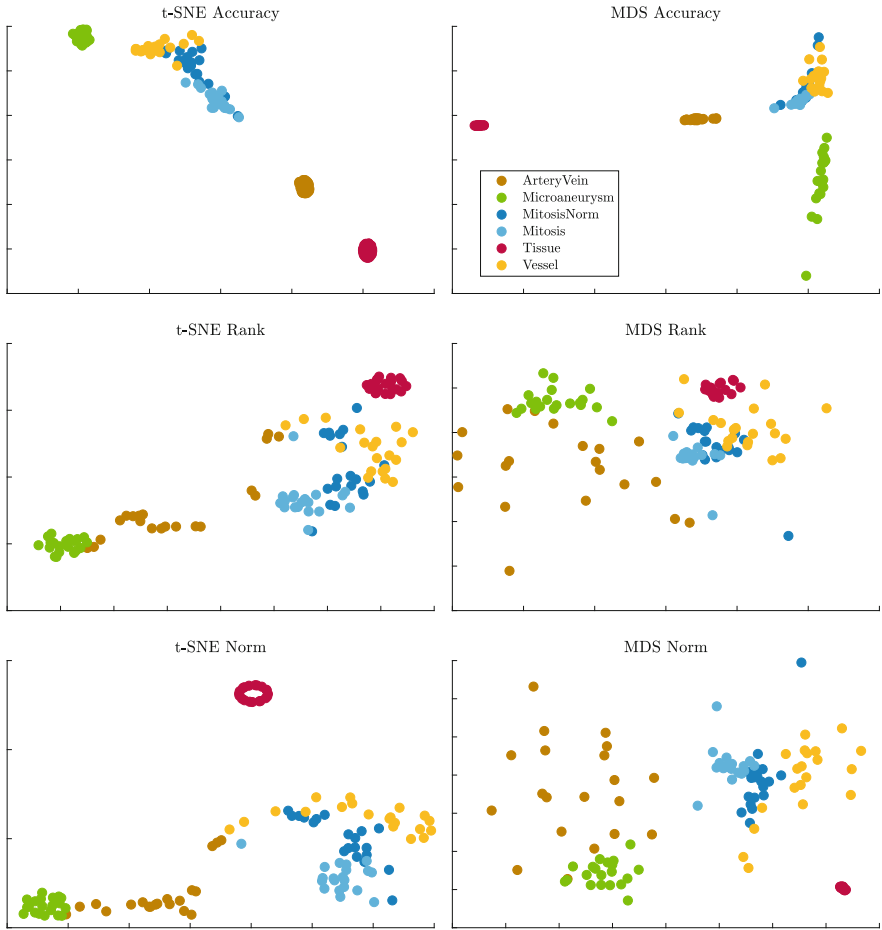 t-SNE Accuracy
MDS Accuracy
ArteryVein
Microaneurysm
MitosisNorm
Mitosis
Tissue
Vessel
t-SNE Rank
MDS Rank
t-SNE Norm
MDS Norm